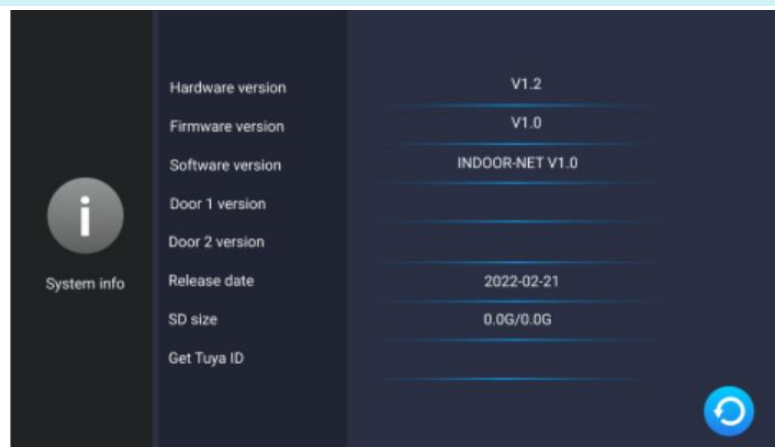 Hardware version V1.2
Firmware version V1.0
Software version INDOOR-NET V1.0
Door 1 version
Door 2 version
System info
Release date 2022-02-21
SD size 0.0G/0.0G
Get Tuya ID